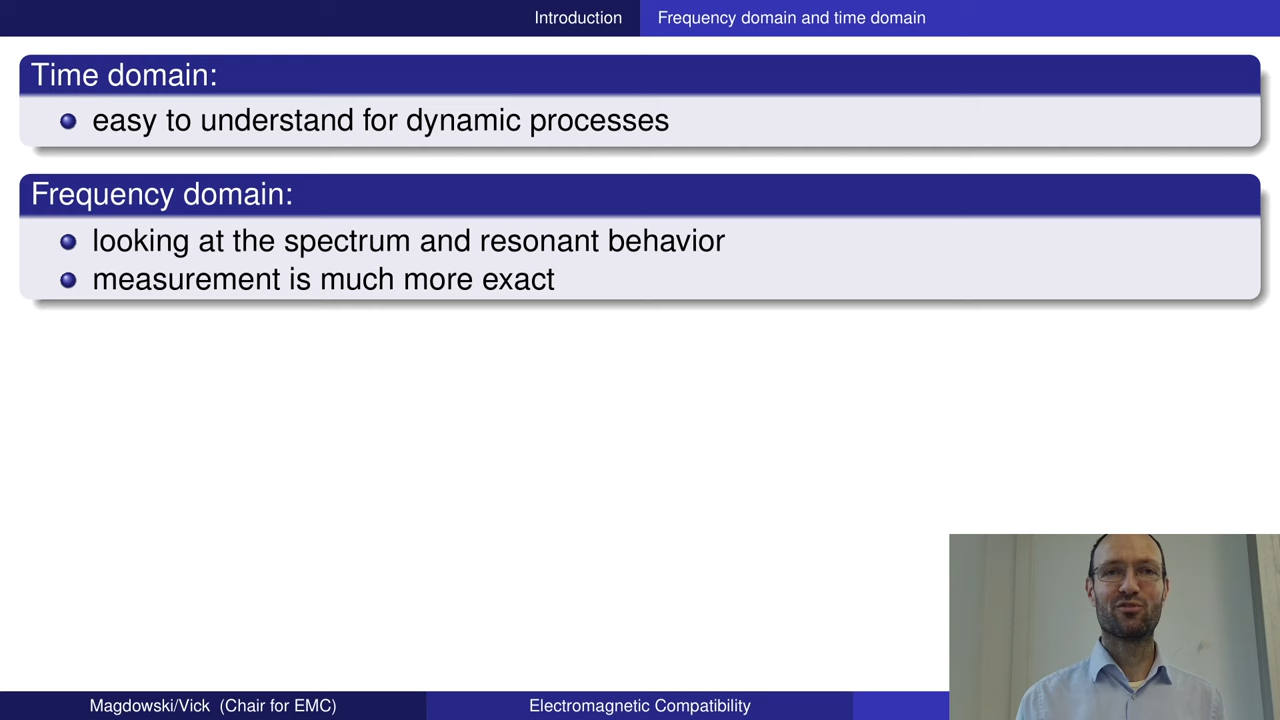 Introduction
Frequency domain and time domain
Time domain:
easy to understand for dynamic processes
Frequency domain:
looking at the spectrum and resonant behavior
measurement is much more exact
Magdowski/Vick (Chair for EMC)
Electromagnetic Compatibility